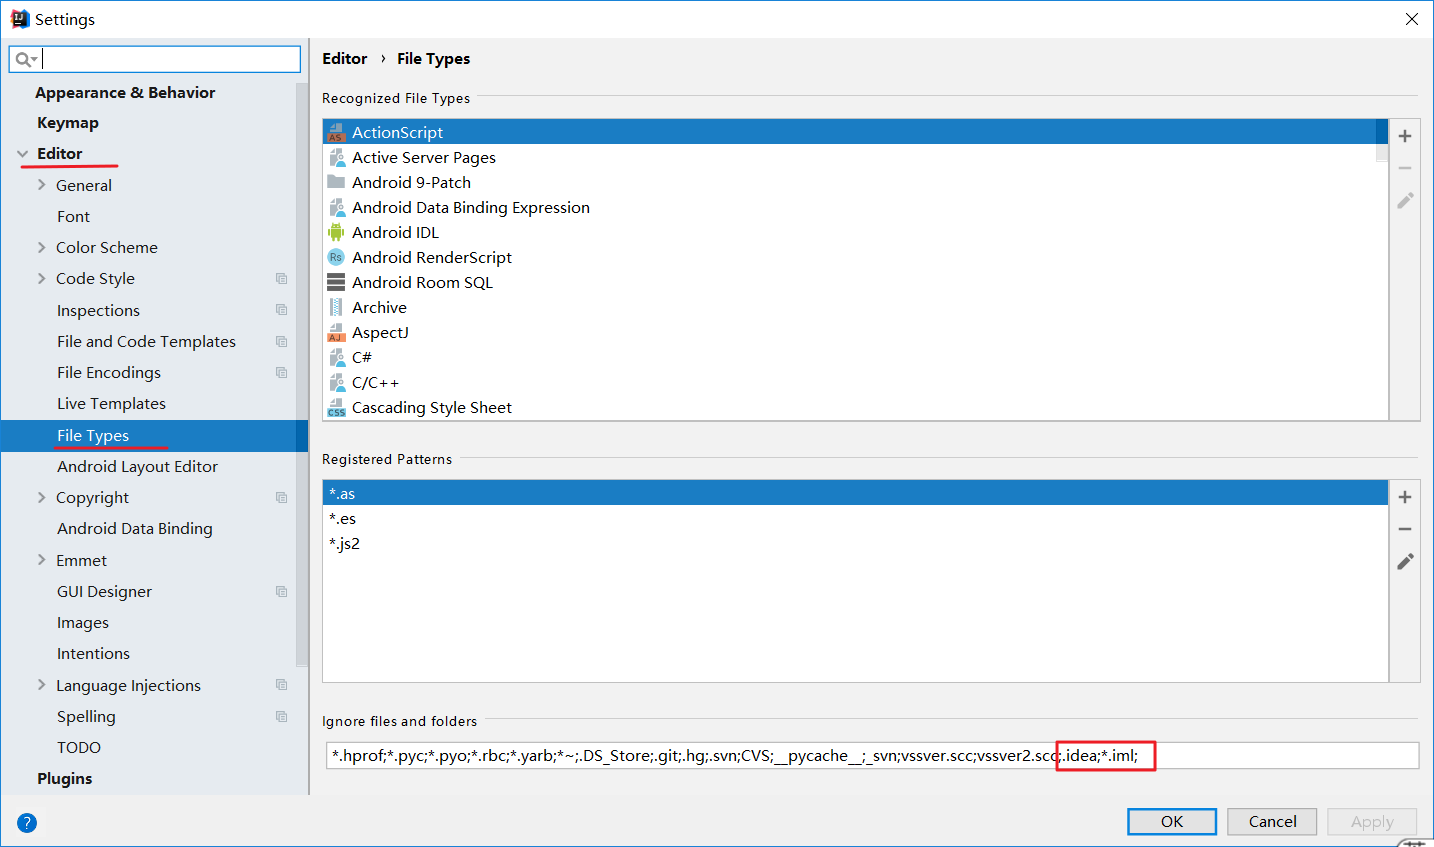 Settings
Appearance & Behavior
Keymap
Editor
General
Font
Color Scheme
Code Style
Inspections
File and Code Templates
File Encodings
Live Templates
File Types
Android Layout Editor
Copyright
Android Data Binding
Emmet
GUI Designer
Images
Intentions
Language Injections
Spelling
TODO
Plugins
Editor › File Types
Recognized File Types
AS ActionScript
Active Server Pages
Android 9-Patch
Android Data Binding Expression
Android IDL
Rs Android RenderScript
Android Room SQL
Archive
AJ AspectJ
C#
C/C++
CSS Cascading Style Sheet
Registered Patterns
*.as
*.es
*.js2
Ignore files and folders
*.hprof;*.pyc;*.pyo;*.rbc;*.yarb;*~;.DS_Store;.git;.hg;.svn;CVS;__pycache__;_svn;vssver.scc;vssver2.scc;.idea;*.iml;
?
OK
Cancel
Apply